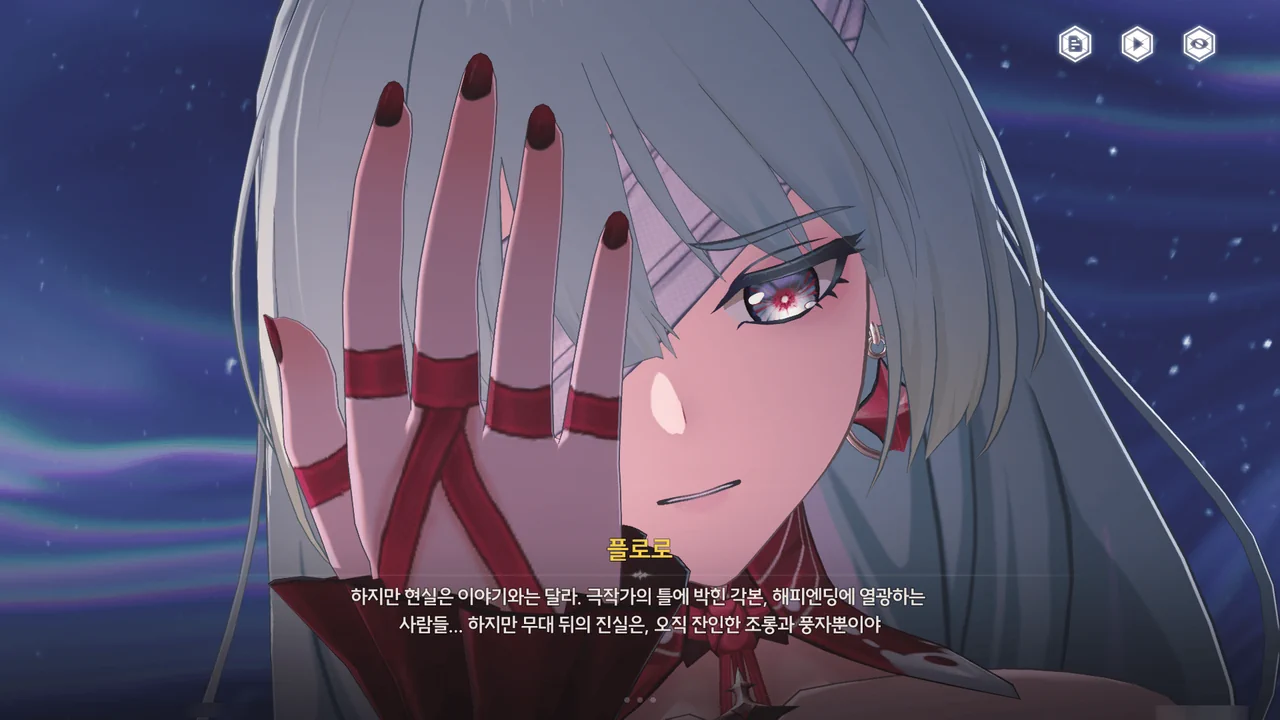 플로로
하지만 현실은 이야기와는 달라. 극작가의 틀에 박힌 각본, 해피엔딩에 열광하는
사람들... 하지만 무대 뒤의 진실은, 오직 잔인한 조롱과 풍자뿐이야